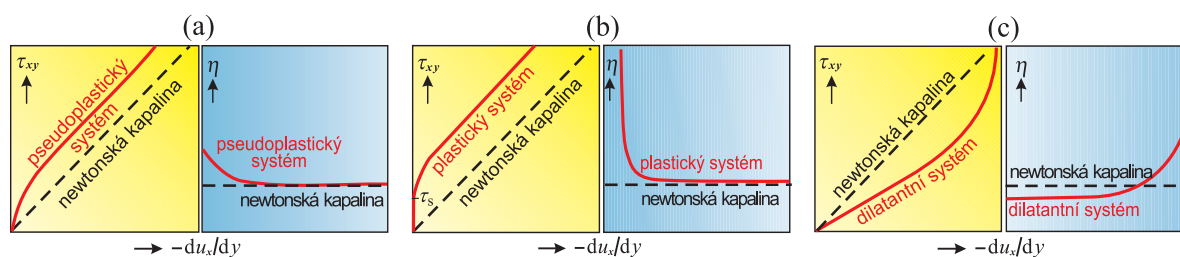 (a)
τxy
pseudoplastický
systém
newtonská kapalina
η
pseudoplastický
systém
newtonská kapalina
−dux/dy
(b)
τxy
−τs
plastický systém
newtonská kapalina
η
plastický systém
newtonská kapalina
−dux/dy
(c)
τxy
newtonská kapalina
dilatantní systém
η
newtonská kapalina
dilatantní systém
−dux/dy